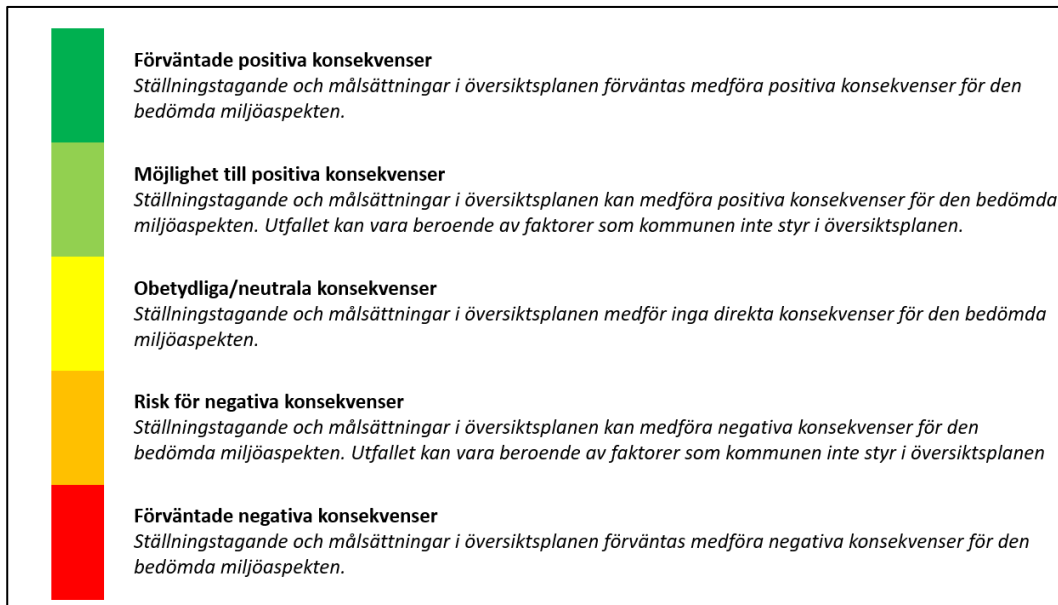 Förväntade positiva konsekvenser
Ställningstagande och målsättningar i översiktsplanen förväntas medföra positiva konsekvenser för den
bedömda miljöaspekten.
Möjlighet till positiva konsekvenser
Ställningstagande och målsättningar i översiktsplanen kan medföra positiva konsekvenser för den bedömda
miljöaspekten. Utfallet kan vara beroende av faktorer som kommunen inte styr i översiktsplanen.
Obetydliga/neutrala konsekvenser
Ställningstagande och målsättningar i översiktsplanen medför inga direkta konsekvenser för den bedömda
miljöaspekten.
Risk för negativa konsekvenser
Ställningstagande och målsättningar i översiktsplanen kan medföra negativa konsekvenser för den
bedömda miljöaspekten. Utfallet kan vara beroende av faktorer som kommunen inte styr i översiktsplanen
Förväntade negativa konsekvenser
Ställningstagande och målsättningar i översiktsplanen förväntas medföra negativa konsekvenser för den
bedömda miljöaspekten.